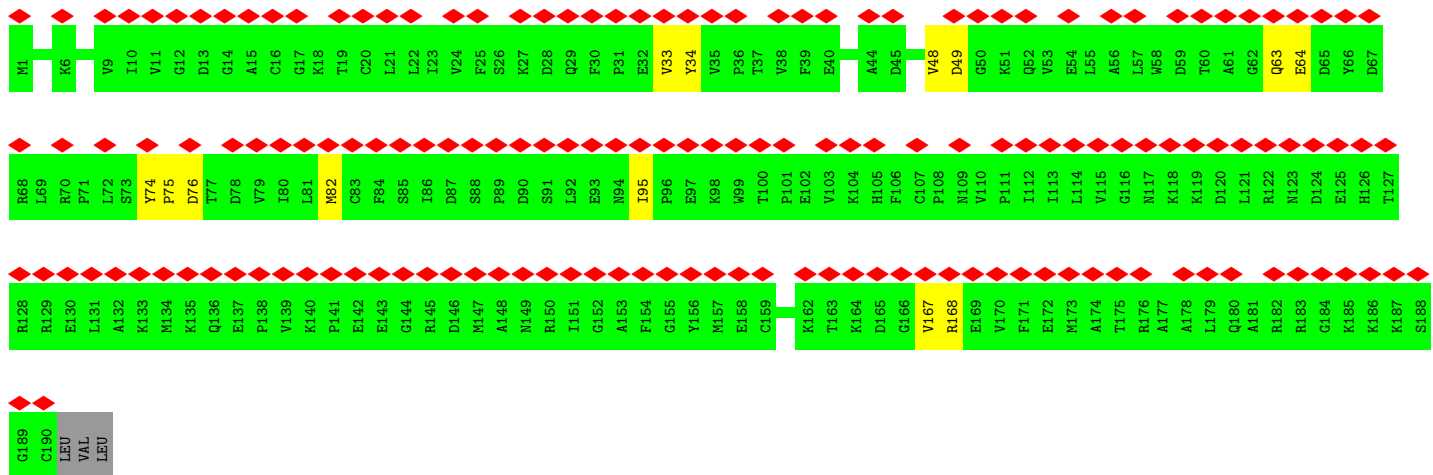 M1 K6 V9 I10 V11 G12 D13 G14 A15 C16 G17 K18 T19 C20 L21 L22 I23 V24 F25 S26 K27 D28 Q29 F30 P31 E32 V33 Y34 V35 P36 T37 V38 F39 E40 A44 D45 V48 D49 G50 K51 Q52 V53 E54 L55 A56 L57 W58 D59 T60 A61 G62 Q63 E64 D65 Y66 D67
R68 L69 R70 P71 L72 S73 Y74 P75 D76 T77 D78 V79 I80 L81 M82 C83 F84 S85 I86 D87 S88 P89 D90 S91 L92 E93 N94 I95 P96 E97 K98 W99 T100 P101 E102 V103 K104 H105 F106 C107 P108 N109 V110 P111 I112 I113 L114 V115 G116 N117 K118 K119 D120 L121 R122 N123 D124 E125 H126 T127
R128 R129 E130 L131 A132 K133 M134 K135 Q136 E137 P138 V139 K140 P141 E142 E143 G144 R145 D146 M147 A148 N149 R150 I151 G152 A153 F154 G155 Y156 M157 E158 C159 K162 T163 K164 D165 G166 V167 R168 E169 V170 F171 E172 M173 A174 T175 R176 A177 A178 L179 Q180 A181 R182 R183 G184 K185 K186 K187 S188
G189 C190 LEU VAL LEU